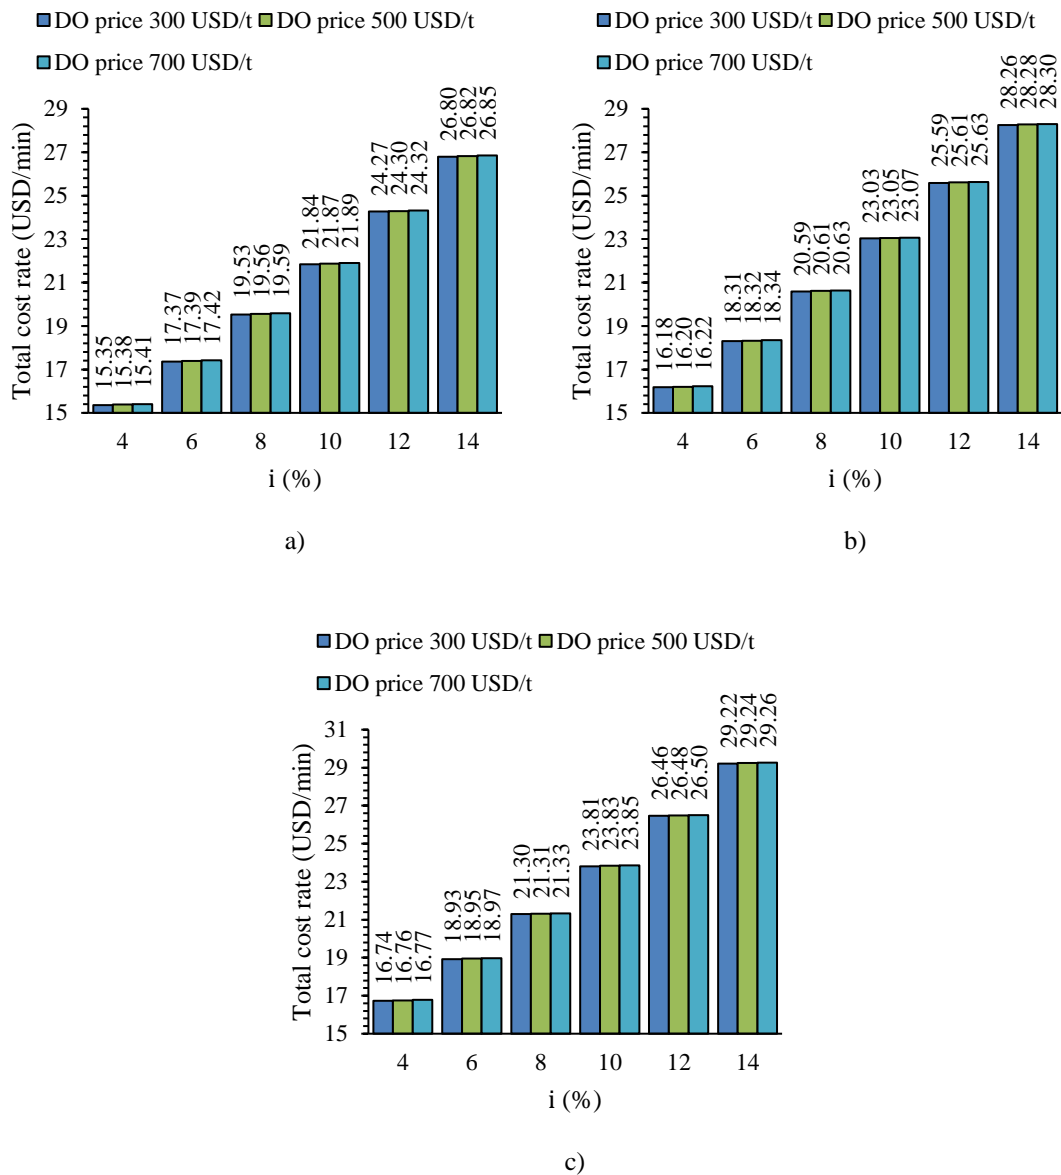 DO price 300 USD/t DO price 500 USD/t
DO price 700 USD/t
Total cost rate (USD/min)
29
27
25
23
21
19
17
15
15.35 15.38 15.41
17.37 17.39 17.42
19.53 19.56 19.59
21.84 21.87 21.89
24.27 24.30 24.32
26.80 26.82 26.85
4 6 8 10 12 14
i (%)
a)
DO price 300 USD/t DO price 500 USD/t
DO price 700 USD/t
Total cost rate (USD/min)
29
27
25
23
21
19
17
15
16.18 16.20 16.22
18.31 18.32 18.34
20.59 20.61 20.63
23.03 23.05 23.07
25.59 25.61 25.63
28.26 28.28 28.30
4 6 8 10 12 14
i (%)
b)
DO price 300 USD/t DO price 500 USD/t
DO price 700 USD/t
Total cost rate (USD/min)
31
29
27
25
23
21
19
17
15
16.74 16.76 16.77
18.93 18.95 18.97
21.30 21.31 21.33
23.81 23.83 23.85
26.46 26.48 26.50
29.22 29.24 29.26
4 6 8 10 12 14
i (%)
c)